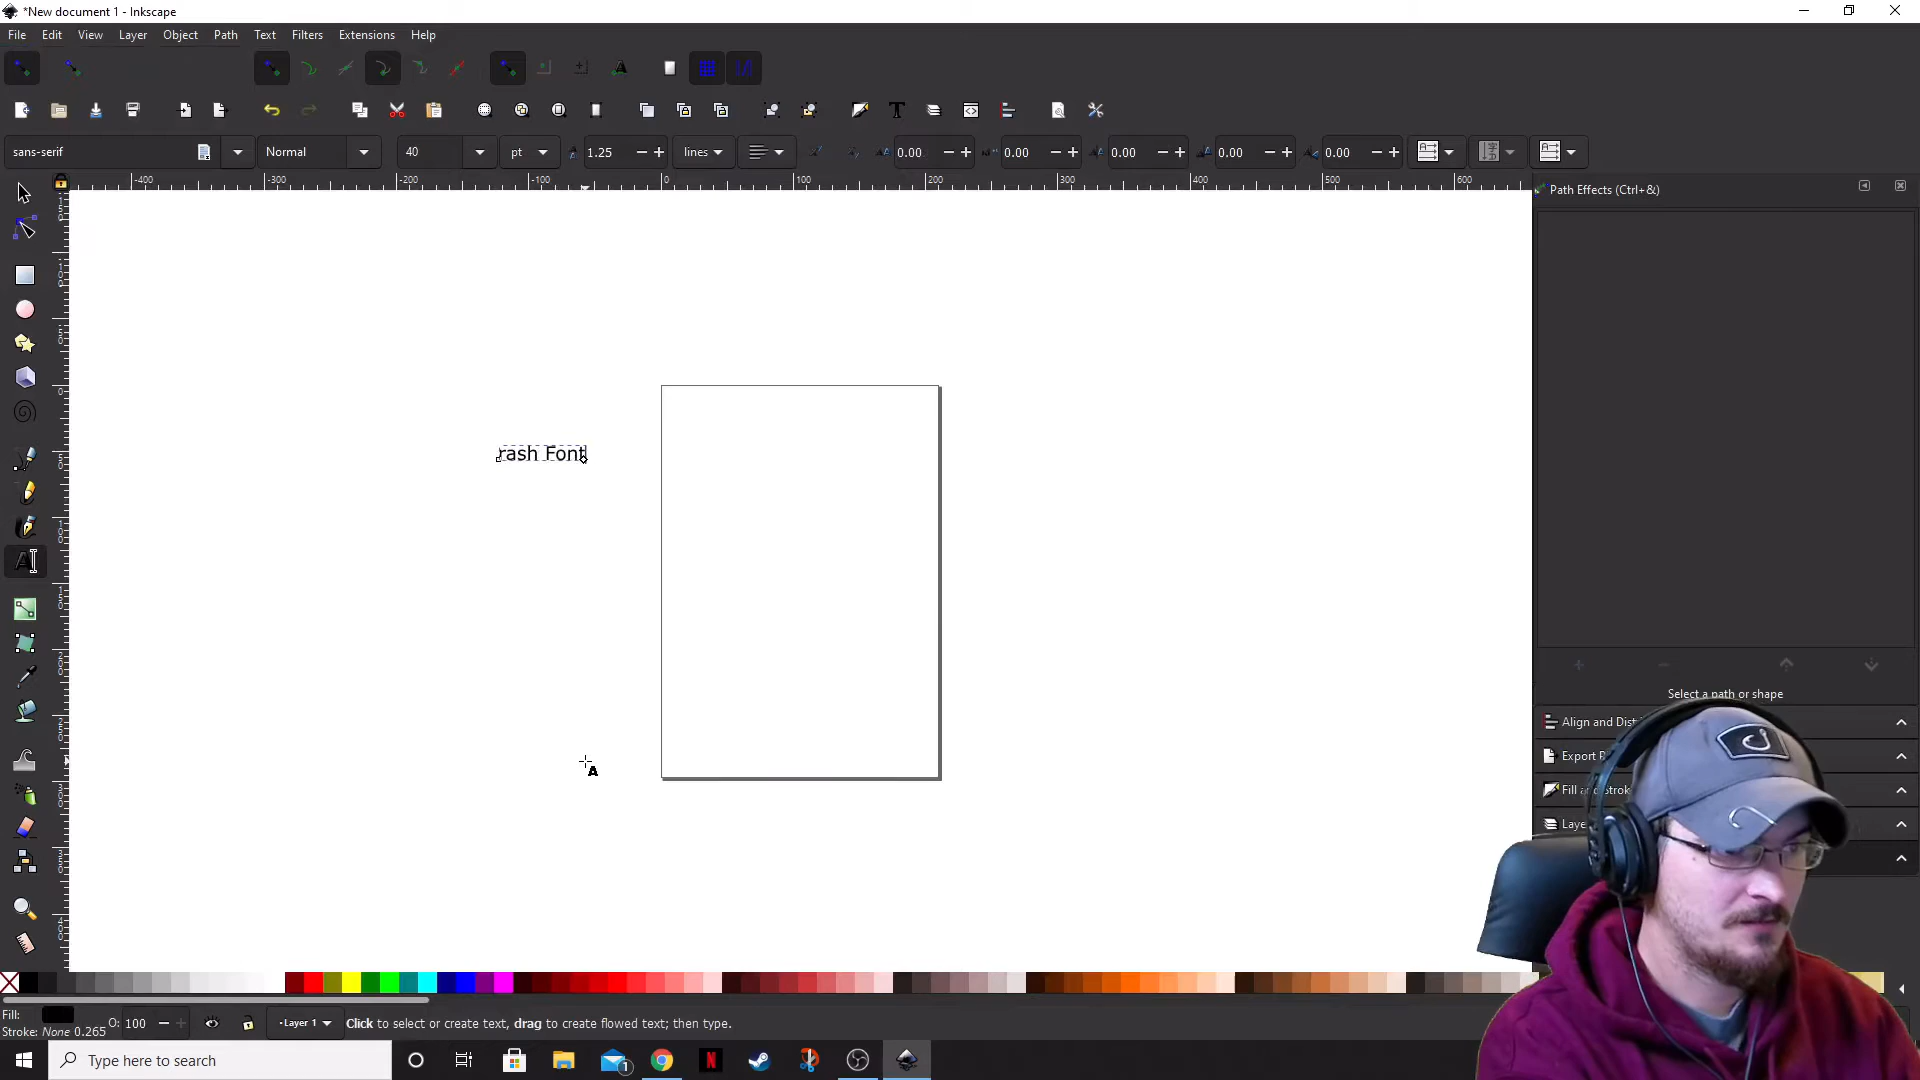 *New document 1 - Inkscape
File Edit View Layer Object Path Text Filters Extensions Help
sans-serif Normal 40 pt 1.25 lines 0.00 0.00 0.00 0.00 0.00
-400 -300 -200 -100 0 100 200 300 400 500 600
Path Effects (Ctrl+&)
rash Font
Select a path or shape
Align and Dist
Export P
Fill and Strok
Laye
Fill: O: 100 Layer 1 Click to select or create text, drag to create flowed text; then type.
Stroke: None 0.265
Type here to search